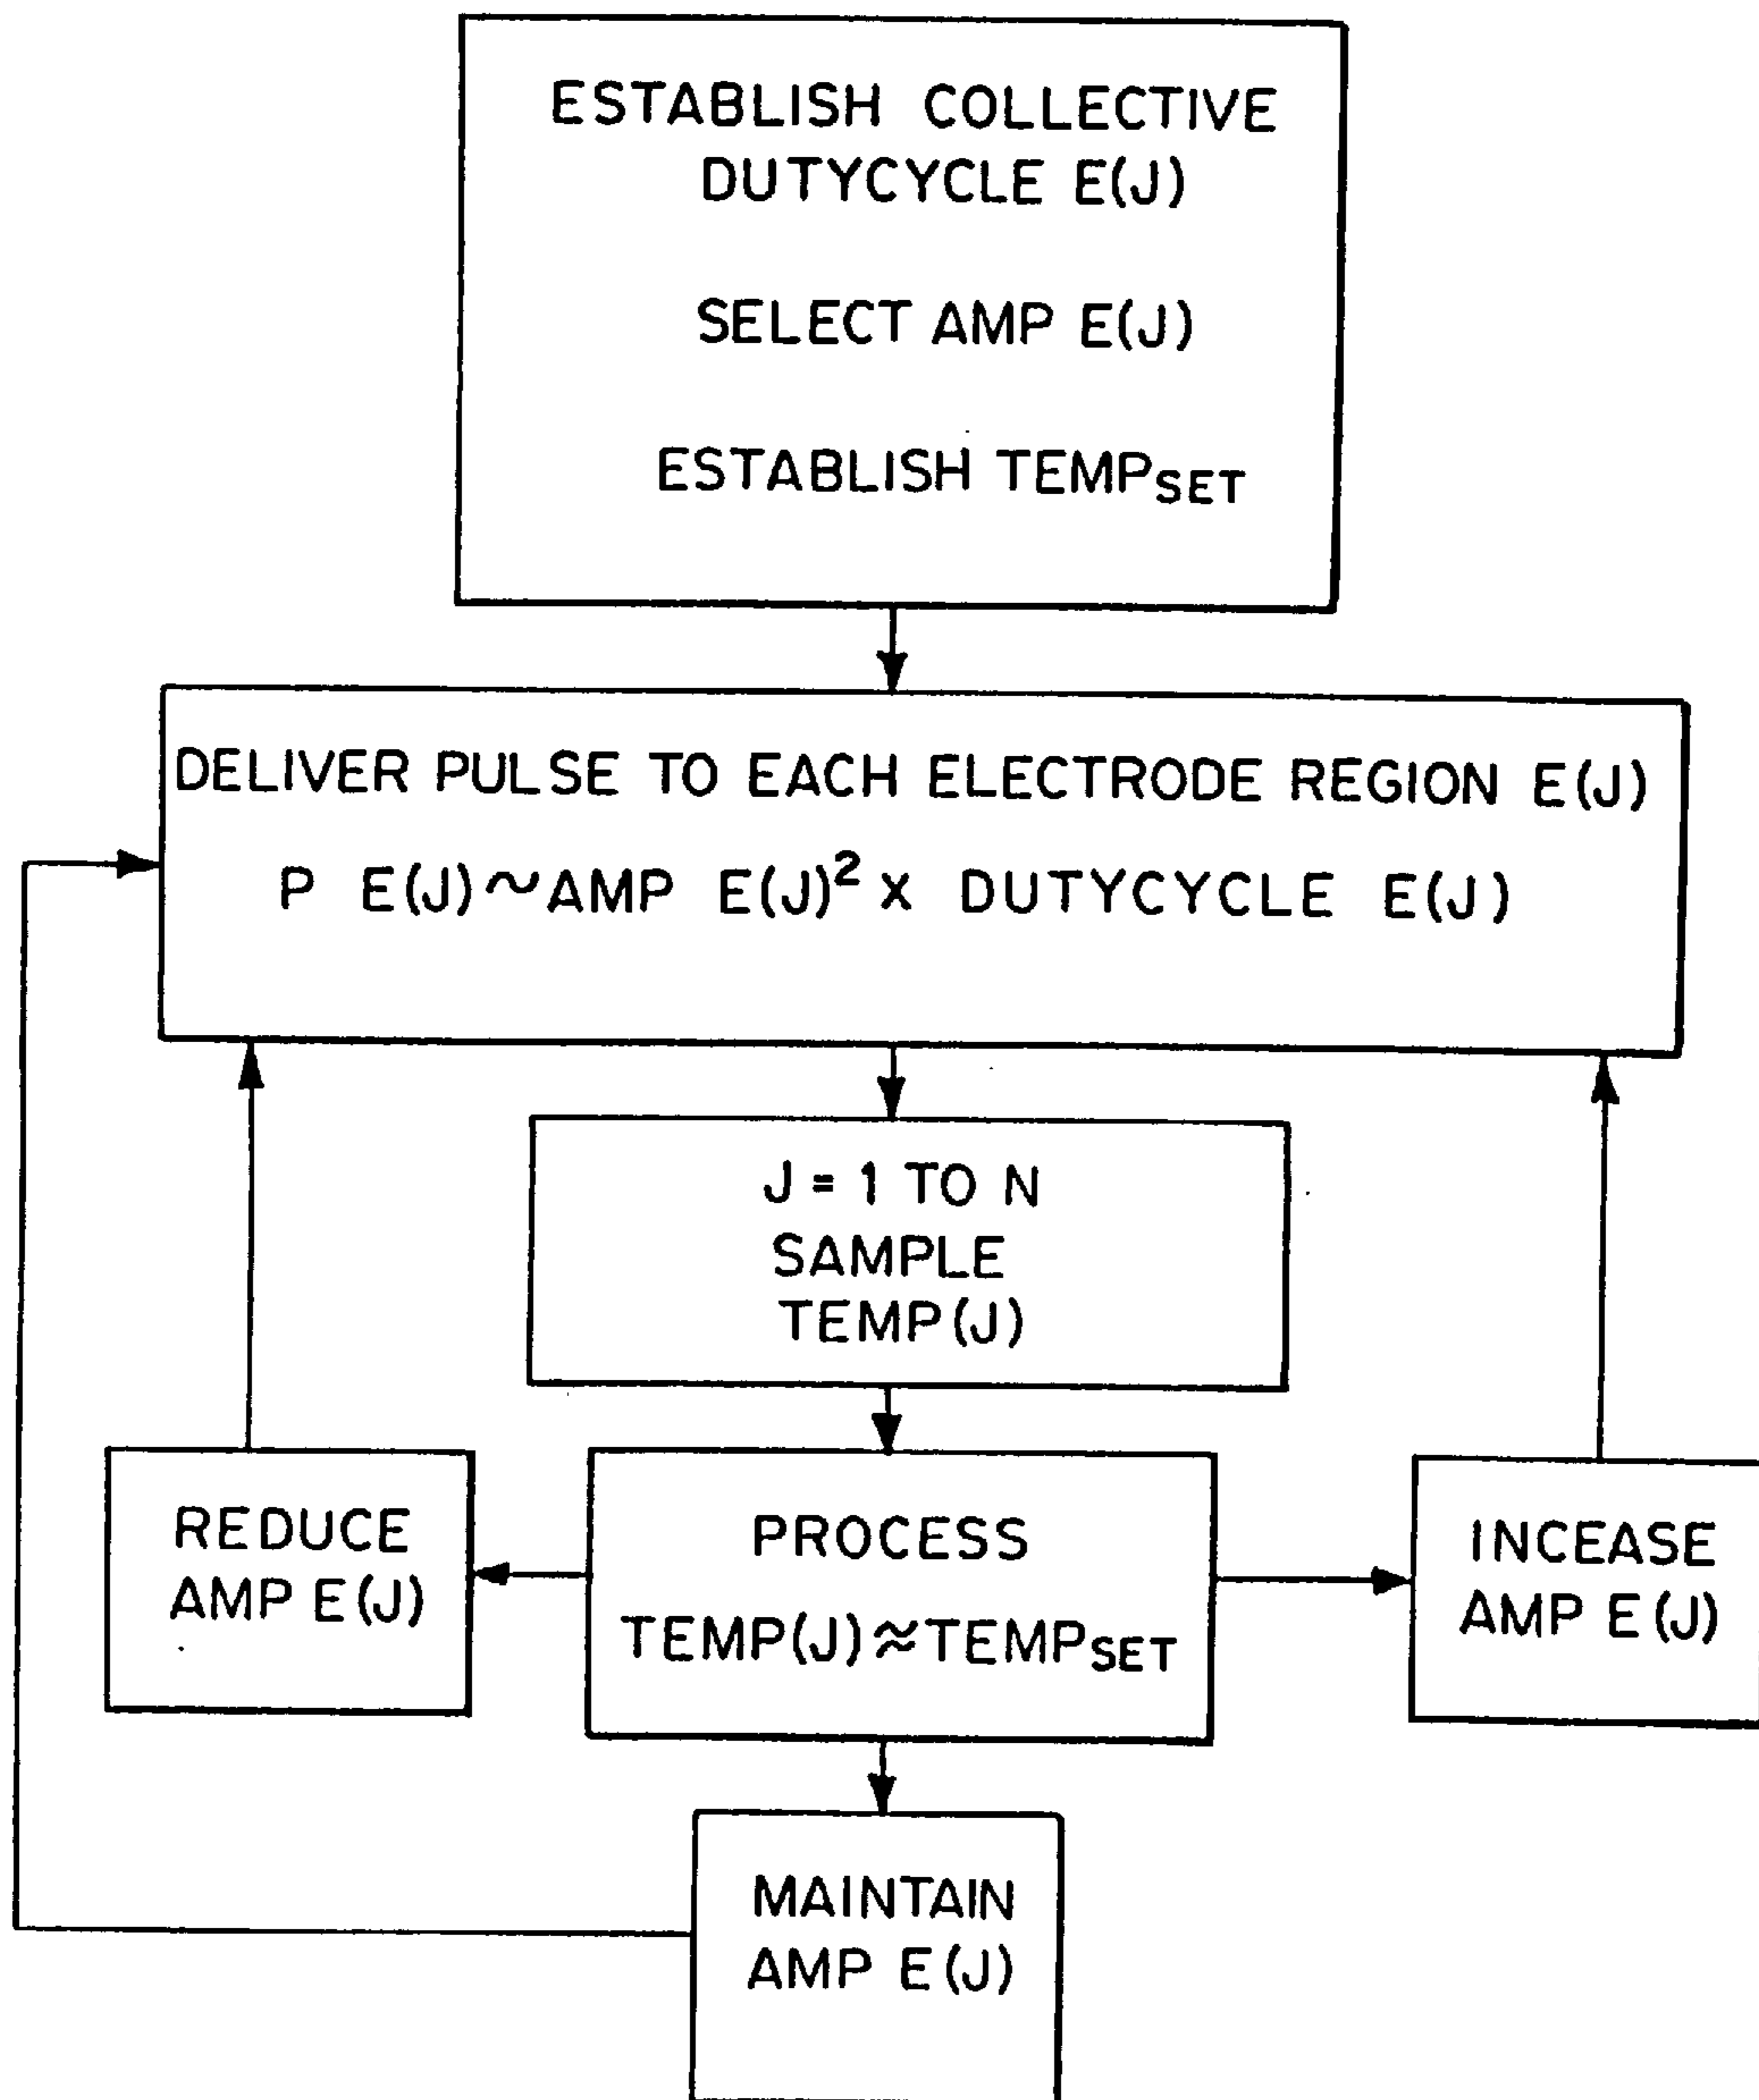 ESTABLISH COLLECTIVE
DUTYCYCLE E(J)
SELECT AMP E(J)
ESTABLISH TEMPSET
DELIVER PULSE TO EACH ELECTRODE REGION E(J)
P E(J)~AMP E(J)² x DUTYCYCLE E(J)
J = 1 TO N
SAMPLE
TEMP(J)
REDUCE
AMP E(J)
PROCESS
TEMP(J)≈TEMPSET
INCEASE
AMP E(J)
MAINTAIN
AMP E(J)